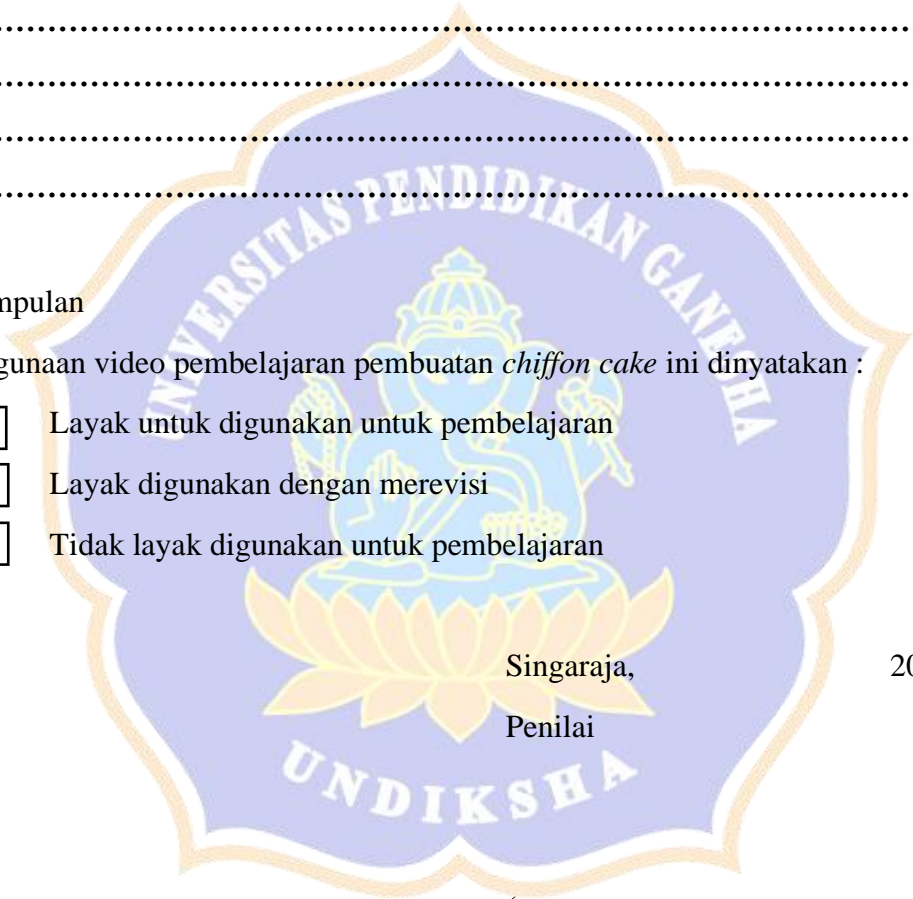 ................................................................................
................................................................................
................................................................................
................................................................................
UNIVERSITAS PENDIDIKAN GANESHA
mpulan
gunaan video pembelajaran pembuatan chiffon cake ini dinyatakan :
Layak untuk digunakan untuk pembelajaran
Layak digunakan dengan merevisi
Tidak layak digunakan untuk pembelajaran
Singaraja, 20
Penilai
UNDIKSHA